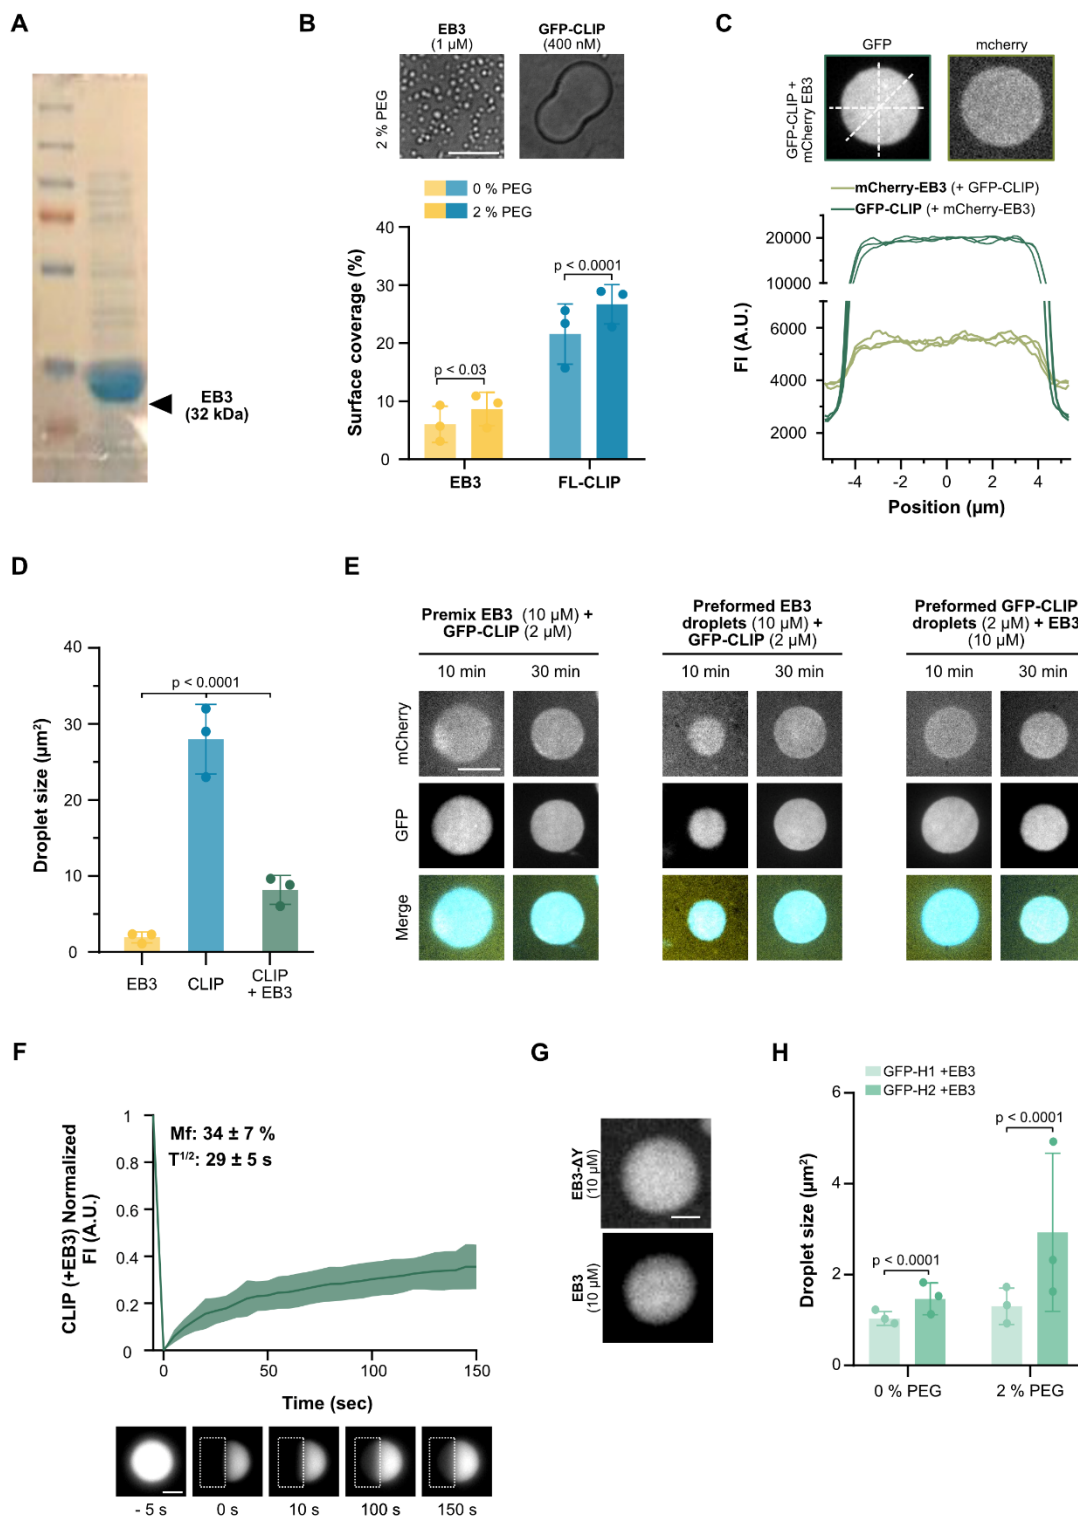 A
EB3
(32 kDa)
B
EB3
(1 µM)
GFP-CLIP
(400 nM)
2 % PEG
0 % PEG
2 % PEG
Surface coverage (%)
40
30
20
10
0
p < 0.03
p < 0.0001
EB3
FL-CLIP
C
GFP
mcherry
GFP-CLIP +
mCherry EB3
mCherry-EB3 (+ GFP-CLIP)
GFP-CLIP (+ mCherry-EB3)
FI (A.U.)
20000
10000
6000
4000
2000
-4
-2
0
2
4
Position (µm)
D
Droplet size (µm²)
40
30
20
10
0
p < 0.0001
EB3
CLIP
CLIP
+ EB3
E
Premix EB3 (10 µM) +
GFP-CLIP (2 µM)
Preformed EB3
droplets (10 µM) +
GFP-CLIP (2 µM)
Preformed GFP-CLIP
droplets (2 µM) + EB3
(10 µM)
10 min
30 min
10 min
30 min
10 min
30 min
mCherry
GFP
Merge
F
CLIP (+EB3) Normalized
FI (A.U.)
1
0.8
0.6
0.4
0.2
0
Mf: 34 ± 7 %
T1/2: 29 ± 5 s
0
50
100
150
Time (sec)
- 5 s
0 s
10 s
100 s
150 s
G
EB3-ΔY
(10 µM)
EB3
(10 µM)
H
GFP-H1 +EB3
GFP-H2 +EB3
Droplet size (µm²)
6
4
2
0
p < 0.0001
p < 0.0001
0 % PEG
2 % PEG